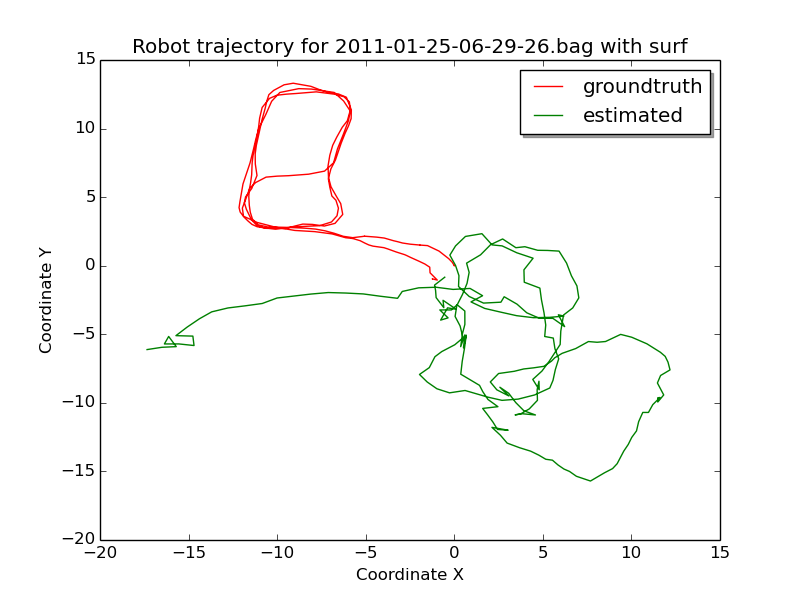 Robot trajectory for 2011-01-25-06-29-26.bag with surf
groundtruth
estimated
15
10
5
0
−5
−10
−15
−20
Coordinate Y
−20 −15 −10 −5 0 5 10 15
Coordinate X